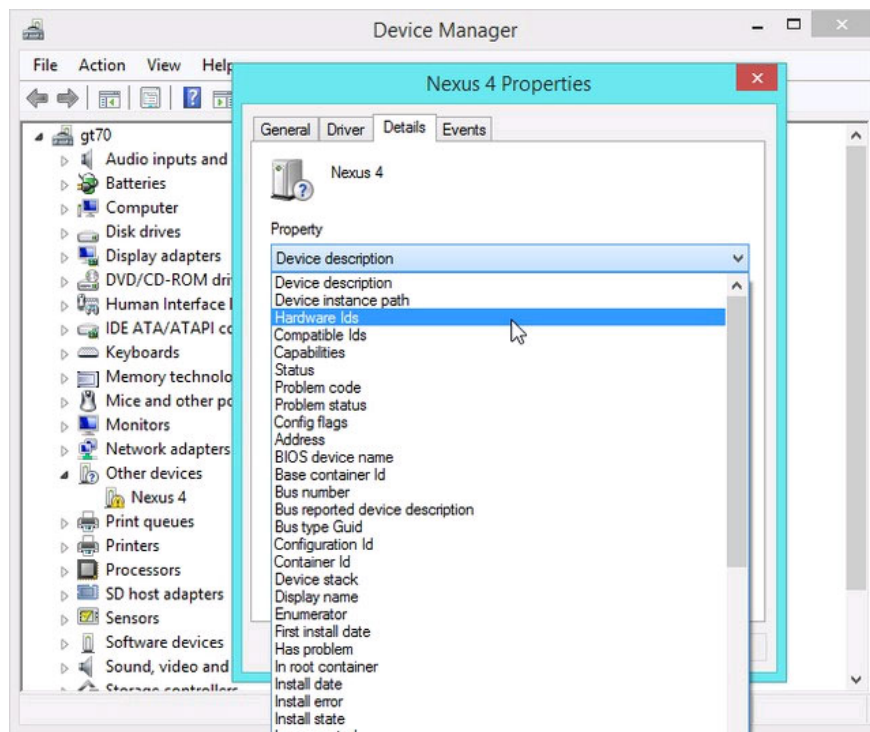 Device Manager
File Action View Help
Nexus 4 Properties
gt70
Audio inputs and
Batteries
Computer
Disk drives
Display adapters
DVD/CD-ROM dri
Human Interface
IDE ATA/ATAPI co
Keyboards
Memory technolo
Mice and other po
Monitors
Network adapters
Other devices
Nexus 4
Print queues
Printers
Processors
SD host adapters
Sensors
Software devices
Sound, video and
Storage controllers
General Driver Details Events
Nexus 4
Property
Device description
Device description
Device instance path
Hardware Ids
Compatible Ids
Capabilities
Status
Problem code
Problem status
Config flags
Address
BIOS device name
Base container Id
Bus number
Bus reported device description
Bus type Guid
Configuration Id
Container Id
Device stack
Display name
Enumerator
First install date
Has problem
In root container
Install date
Install error
Install state